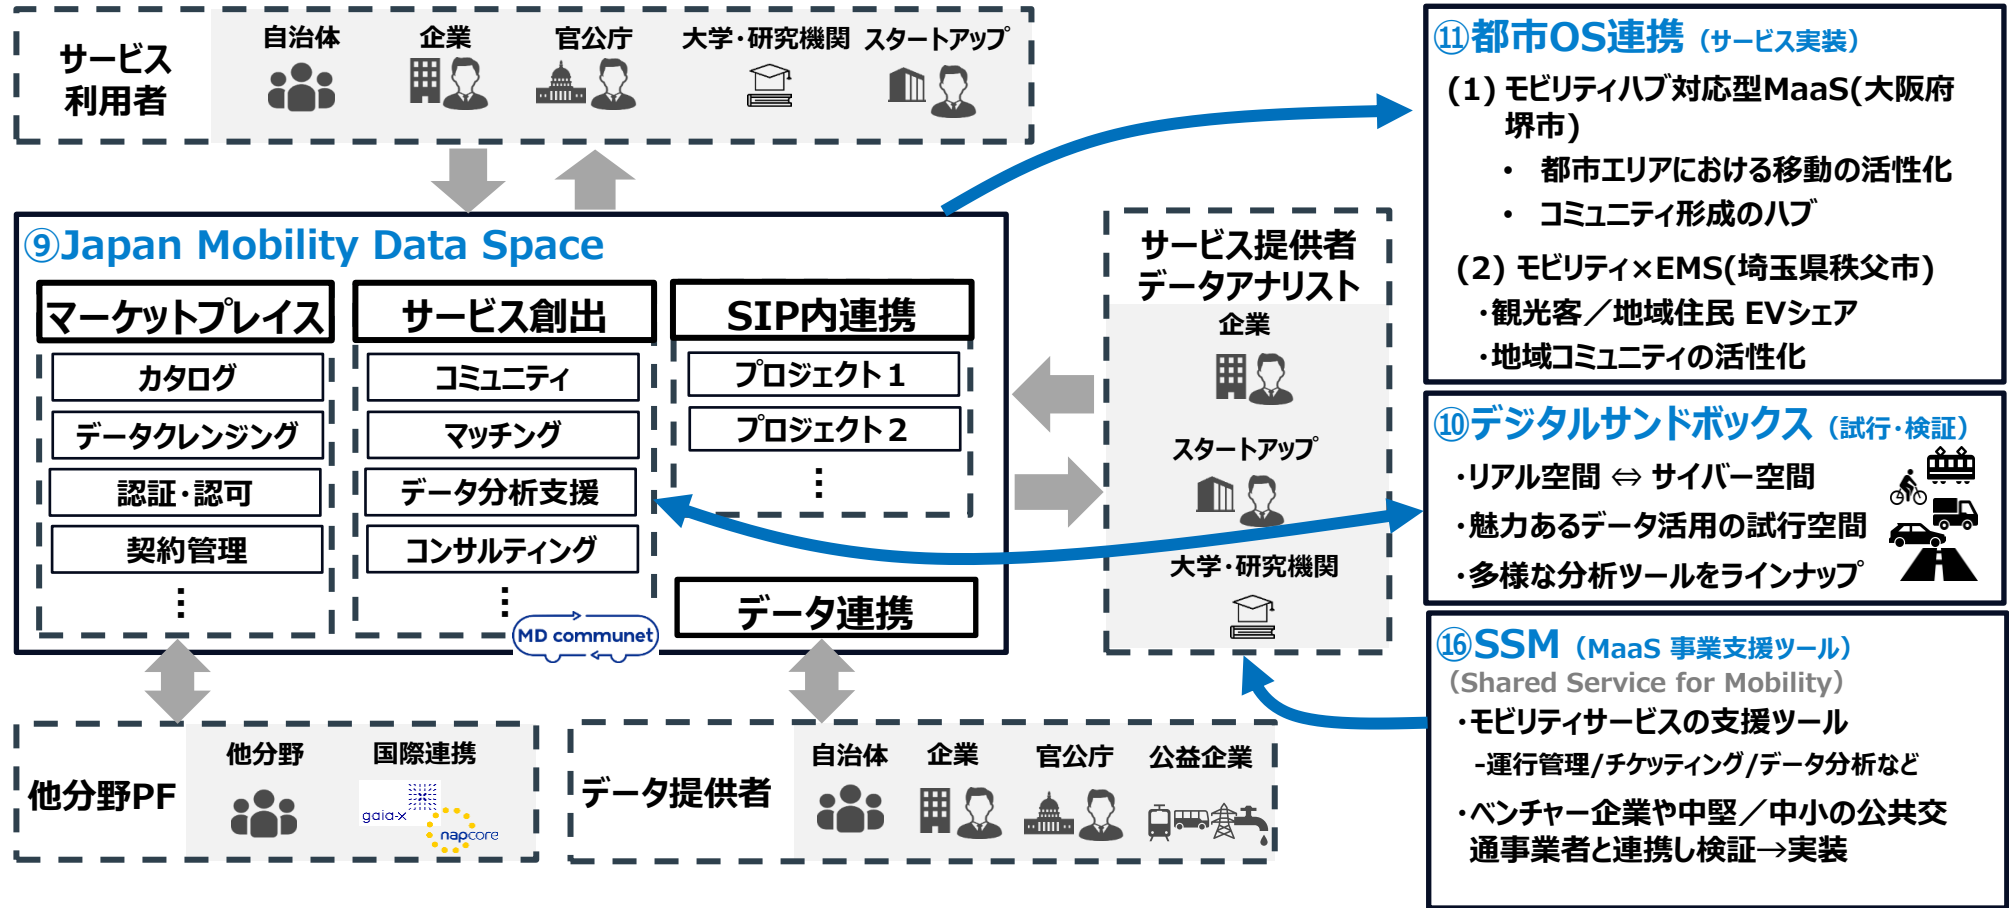 サービス
利用者
自治体
企業
官公庁
大学・研究機関
スタートアップ
⑨Japan Mobility Data Space
マーケットプレイス
カタログ
データクレンジング
認証・認可
契約管理
⋮
サービス創出
コミュニティ
マッチング
データ分析支援
コンサルティング
⋮
MD communet
SIP内連携
プロジェクト1
プロジェクト2
⋮
データ連携
サービス提供者
データアナリスト
企業
スタートアップ
大学・研究機関
他分野PF
他分野
国際連携
gaia-x
napcore
データ提供者
自治体
企業
官公庁
公益企業
⑪都市OS連携（サービス実装）
(1) モビリティハブ対応型MaaS(大阪府
堺市)
・ 都市エリアにおける移動の活性化
・ コミュニティ形成のハブ
(2) モビリティ×EMS(埼玉県秩父市)
・観光客／地域住民 EVシェア
・地域コミュニティの活性化
⑩デジタルサンドボックス（試行・検証）
・リアル空間 ⇔ サイバー空間
・魅力あるデータ活用の試行空間
・多様な分析ツールをラインナップ
⑯SSM（MaaS 事業支援ツール）
（Shared Service for Mobility）
・モビリティサービスの支援ツール
-運行管理/チケッティング/データ分析など
・ベンチャー企業や中堅／中小の公共交
通事業者と連携し検証→実装